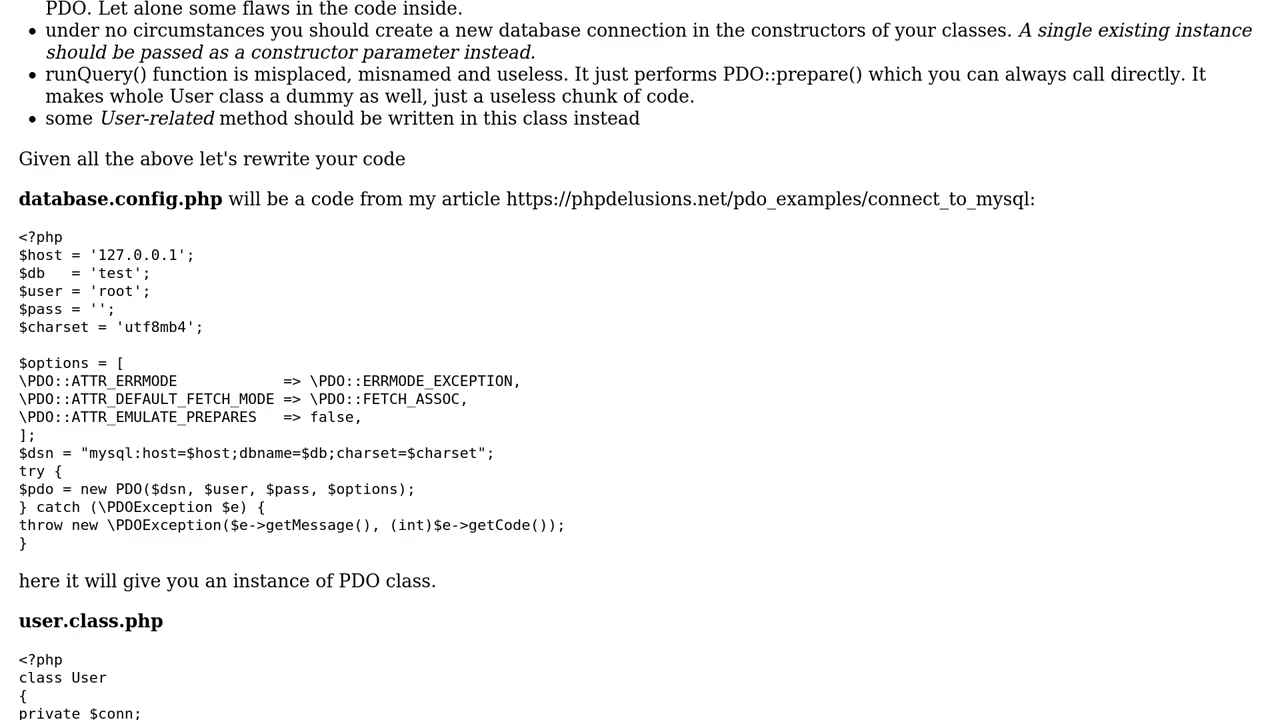 PDO. Let alone some flaws in the code inside.
• under no circumstances you should create a new database connection in the constructors of your classes. A single existing instance
should be passed as a constructor parameter instead.
• runQuery() function is misplaced, misnamed and useless. It just performs PDO::prepare() which you can always call directly. It
makes whole User class a dummy as well, just a useless chunk of code.
• some User-related method should be written in this class instead
Given all the above let's rewrite your code
database.config.php will be a code from my article https://phpdelusions.net/pdo_examples/connect_to_mysql:
<?php
$host = '127.0.0.1';
$db   = 'test';
$user = 'root';
$pass = '';
$charset = 'utf8mb4';
$options = [
\PDO::ATTR_ERRMODE            => \PDO::ERRMODE_EXCEPTION,
\PDO::ATTR_DEFAULT_FETCH_MODE => \PDO::FETCH_ASSOC,
\PDO::ATTR_EMULATE_PREPARES   => false,
];
$dsn = "mysql:host=$host;dbname=$db;charset=$charset";
try {
$pdo = new PDO($dsn, $user, $pass, $options);
} catch (\PDOException $e) {
throw new \PDOException($e->getMessage(), (int)$e->getCode());
}
here it will give you an instance of PDO class.
user.class.php
<?php
class User
{
private $conn;